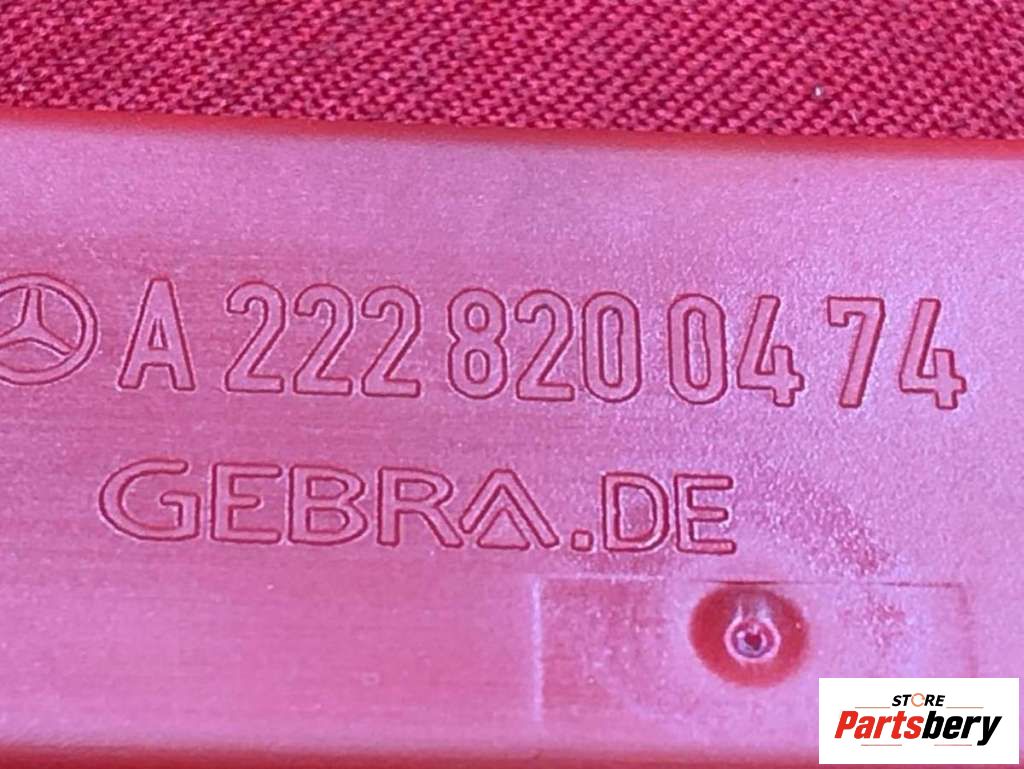 A 222 820 04 74
GEBRA.DE
STORE
Partsbery